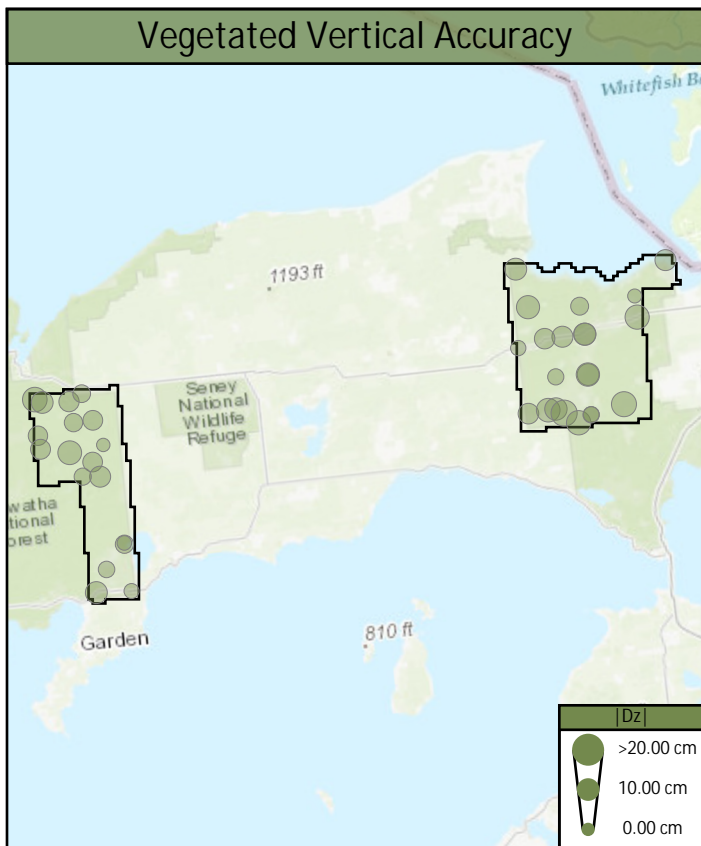 Vegetated Vertical Accuracy
Whitefish Ba
1193 ft
Seney
National
Wildlife
Refuge
watha
tional
orest
810 ft
Garden
|Dz|
>20.00 cm
10.00 cm
0.00 cm